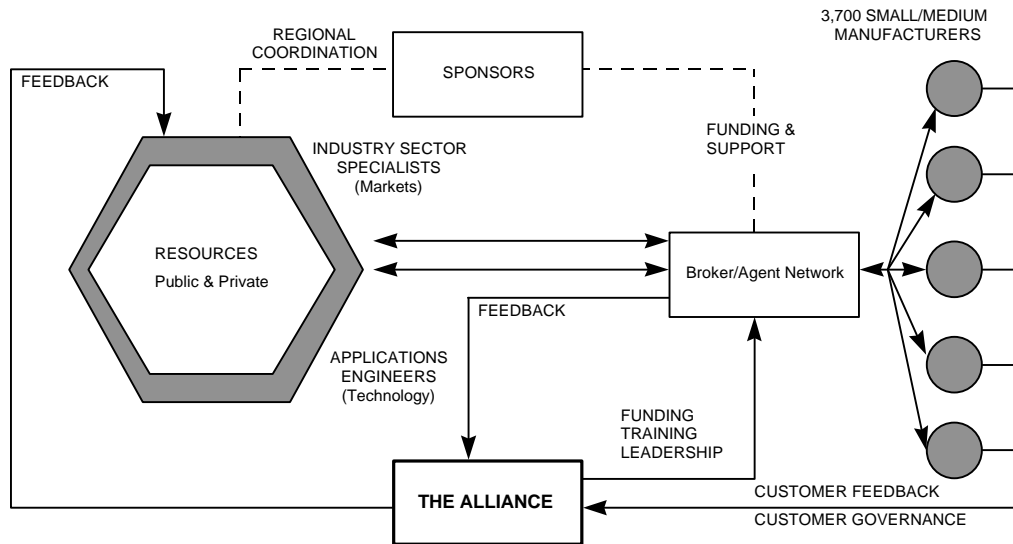 3,700 SMALL/MEDIUM
MANUFACTURERS
REGIONAL
COORDINATION
SPONSORS
FEEDBACK
FUNDING &
SUPPORT
INDUSTRY SECTOR
SPECIALISTS
(Markets)
RESOURCES
Public & Private
Broker/Agent Network
FEEDBACK
APPLICATIONS
ENGINEERS
(Technology)
FUNDING
TRAINING
LEADERSHIP
THE ALLIANCE
CUSTOMER FEEDBACK
CUSTOMER GOVERNANCE